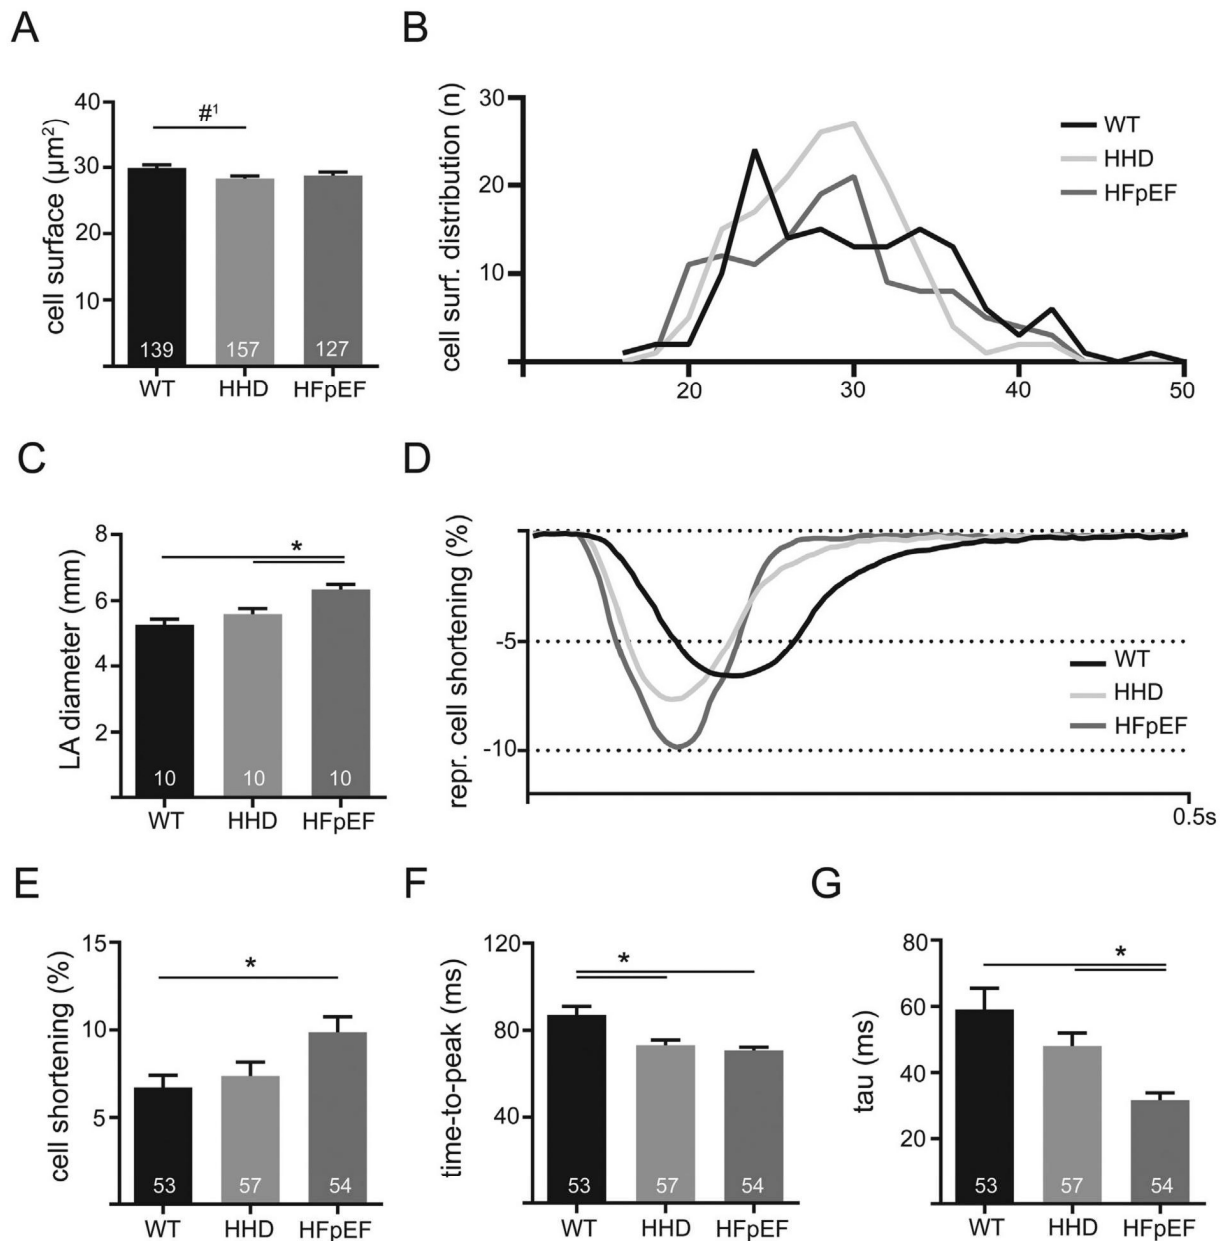 A
cell surface (µm²)
40
30
20
10
#¹
139
157
127
WT
HHD
HFpEF
B
cell surf. distribution (n)
30
20
10
WT
HHD
HFpEF
20
30
40
50
C
LA diameter (mm)
8
6
4
2
*
10
10
10
WT
HHD
HFpEF
D
repr. cell shortening (%)
-5
-10
WT
HHD
HFpEF
0.5s
E
cell shortening (%)
15
10
5
*
53
57
54
WT
HHD
HFpEF
F
time-to-peak (ms)
120
80
40
*
53
57
54
WT
HHD
HFpEF
G
tau (ms)
80
60
40
20
*
53
57
54
WT
HHD
HFpEF